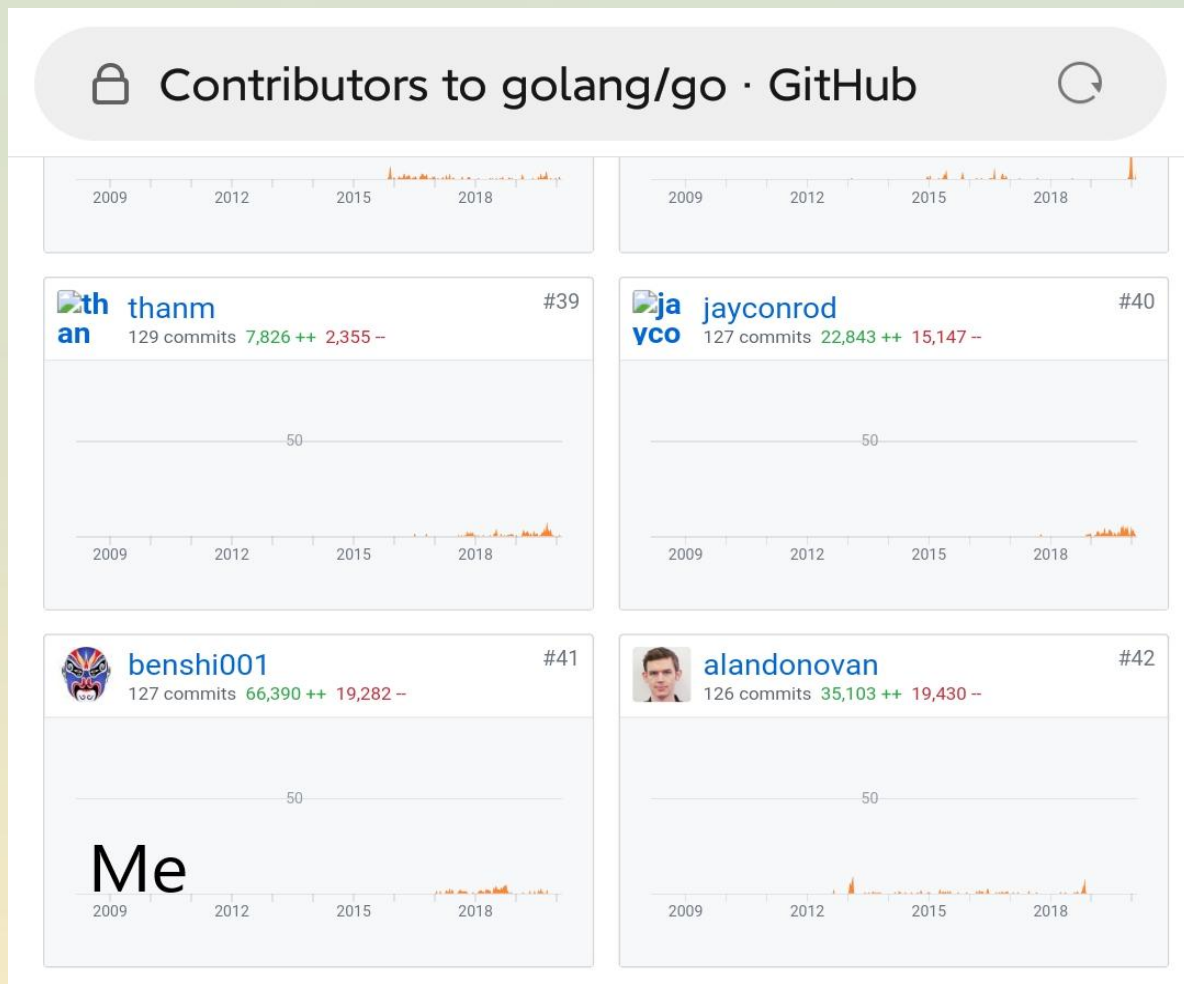 Contributors to golang/go · GitHub
2009 2012 2015 2018
2009 2012 2015 2018
th
an
thanm
#39
129 commits 7,826 ++ 2,355 --
50
2009 2012 2015 2018
ja
yco
jayconrod
#40
127 commits 22,843 ++ 15,147 --
50
2009 2012 2015 2018
benshi001
#41
127 commits 66,390 ++ 19,282 --
50
Me
2009 2012 2015 2018
alandonovan
#42
126 commits 35,103 ++ 19,430 --
50
2009 2012 2015 2018